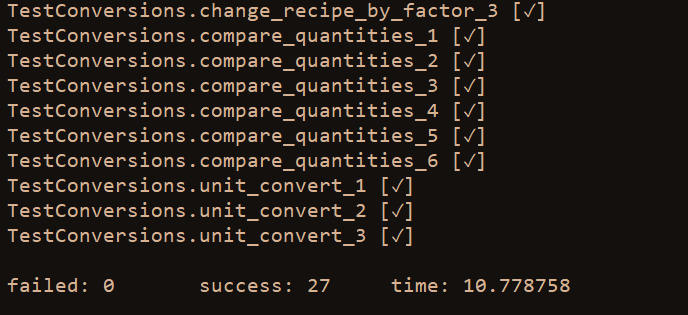 TestConversions.change_recipe_by_factor_3 [✓]
TestConversions.compare_quantities_1 [✓]
TestConversions.compare_quantities_2 [✓]
TestConversions.compare_quantities_3 [✓]
TestConversions.compare_quantities_4 [✓]
TestConversions.compare_quantities_5 [✓]
TestConversions.compare_quantities_6 [✓]
TestConversions.unit_convert_1 [✓]
TestConversions.unit_convert_2 [✓]
TestConversions.unit_convert_3 [✓]
failed: 0       success: 27     time: 10.778758